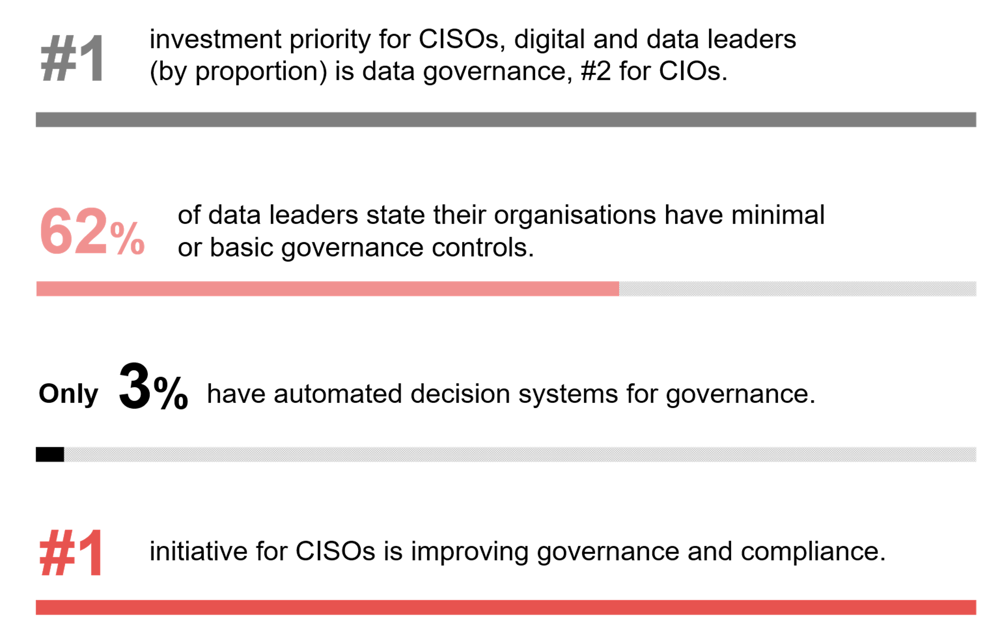 #1 investment priority for CISOs, digital and data leaders
(by proportion) is data governance, #2 for CIOs.
62% of data leaders state their organisations have minimal
or basic governance controls.
Only 3% have automated decision systems for governance.
#1 initiative for CISOs is improving governance and compliance.